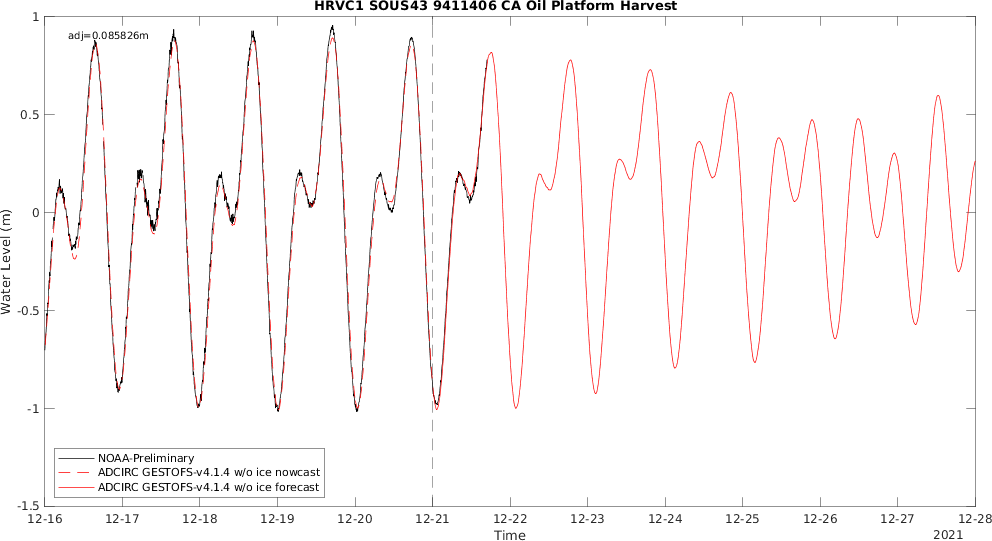 HRVC1 SOUS43 9411406 CA Oil Platform Harvest
adj=0.085826m
Water Level (m)
1
0.5
0
-0.5
-1
-1.5
NOAA-Preliminary
ADCIRC GESTOFS-v4.1.4 w/o ice nowcast
ADCIRC GESTOFS-v4.1.4 w/o ice forecast
12-16 12-17 12-18 12-19 12-20 12-21 12-22 12-23 12-24 12-25 12-26 12-27 12-28
Time
2021